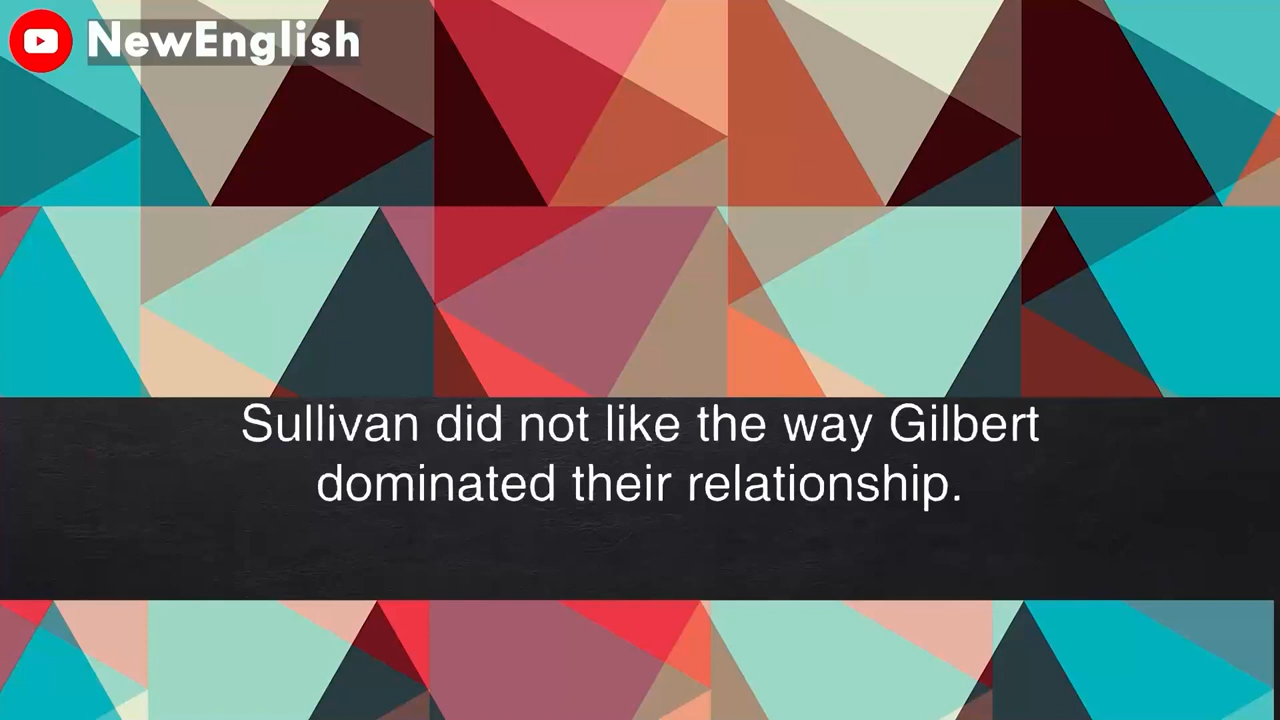 NewEnglish
Sullivan did not like the way Gilbert
dominated their relationship.